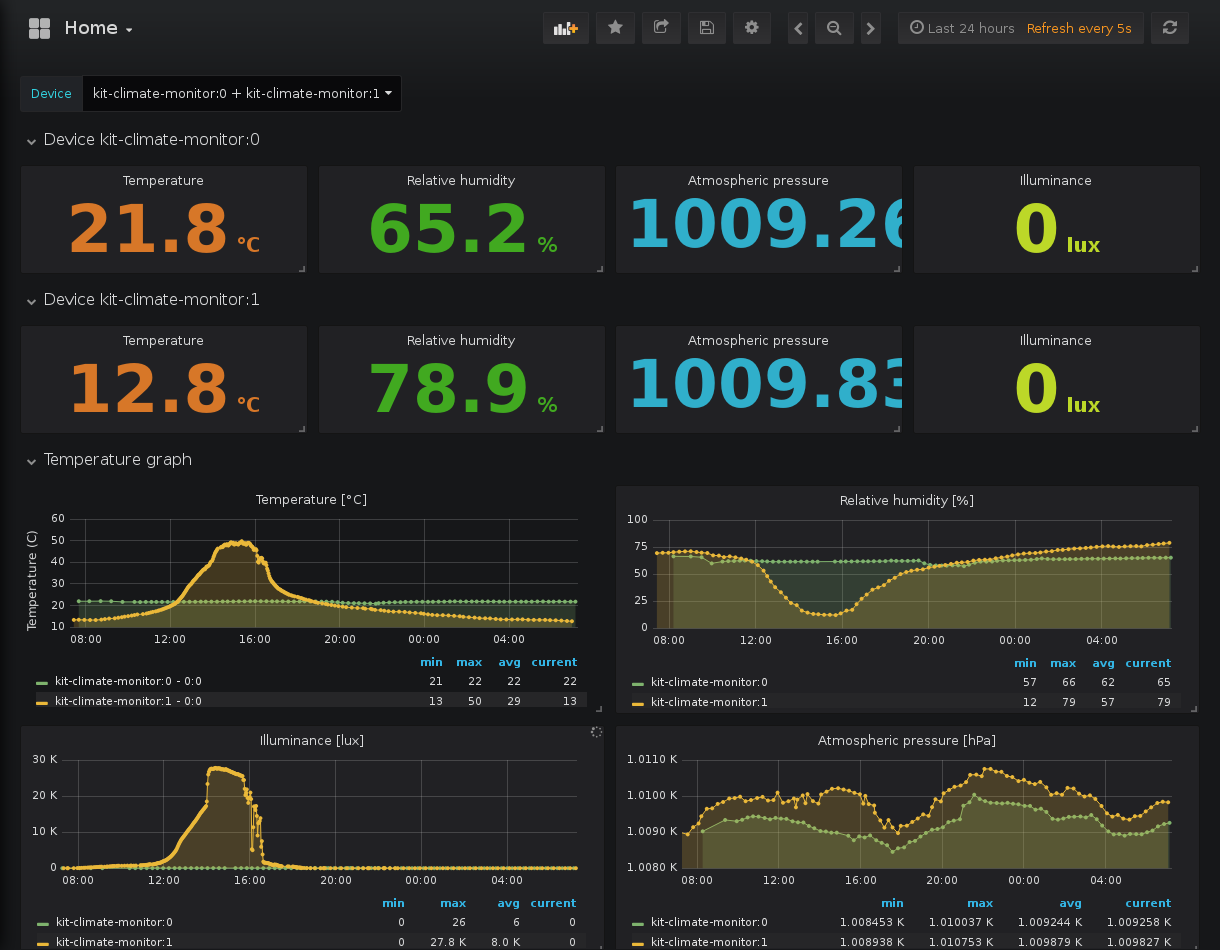 Home
Last 24 hours Refresh every 5s
Device kit-climate-monitor:0 + kit-climate-monitor:1
Device kit-climate-monitor:0
Temperature Relative humidity Atmospheric pressure Illuminance
21.8 °C 65.2 % 1009.26 0 lux
Device kit-climate-monitor:1
Temperature Relative humidity Atmospheric pressure Illuminance
12.8 °C 78.9 % 1009.83 0 lux
Temperature graph
Temperature [°C]
Temperature (C)
60
50
40
30
20
10
08:00 12:00 16:00 20:00 00:00 04:00
min max avg current
kit-climate-monitor:0 - 0:0 21 22 22 22
kit-climate-monitor:1 - 0:0 13 50 29 13
Relative humidity [%]
100
75
50
25
0
08:00 12:00 16:00 20:00 00:00 04:00
min max avg current
kit-climate-monitor:0 57 66 62 65
kit-climate-monitor:1 12 79 57 79
Illuminance [lux]
30 K
20 K
10 K
0
08:00 12:00 16:00 20:00 00:00 04:00
min max avg current
kit-climate-monitor:0 0 26 6 0
kit-climate-monitor:1 0 27.8 K 8.0 K 0
Atmospheric pressure [hPa]
1.0110 K
1.0100 K
1.0090 K
1.0080 K
08:00 12:00 16:00 20:00 00:00 04:00
min max avg current
kit-climate-monitor:0 1.008453 K 1.010037 K 1.009244 K 1.009258 K
kit-climate-monitor:1 1.008938 K 1.010753 K 1.009879 K 1.009827 K